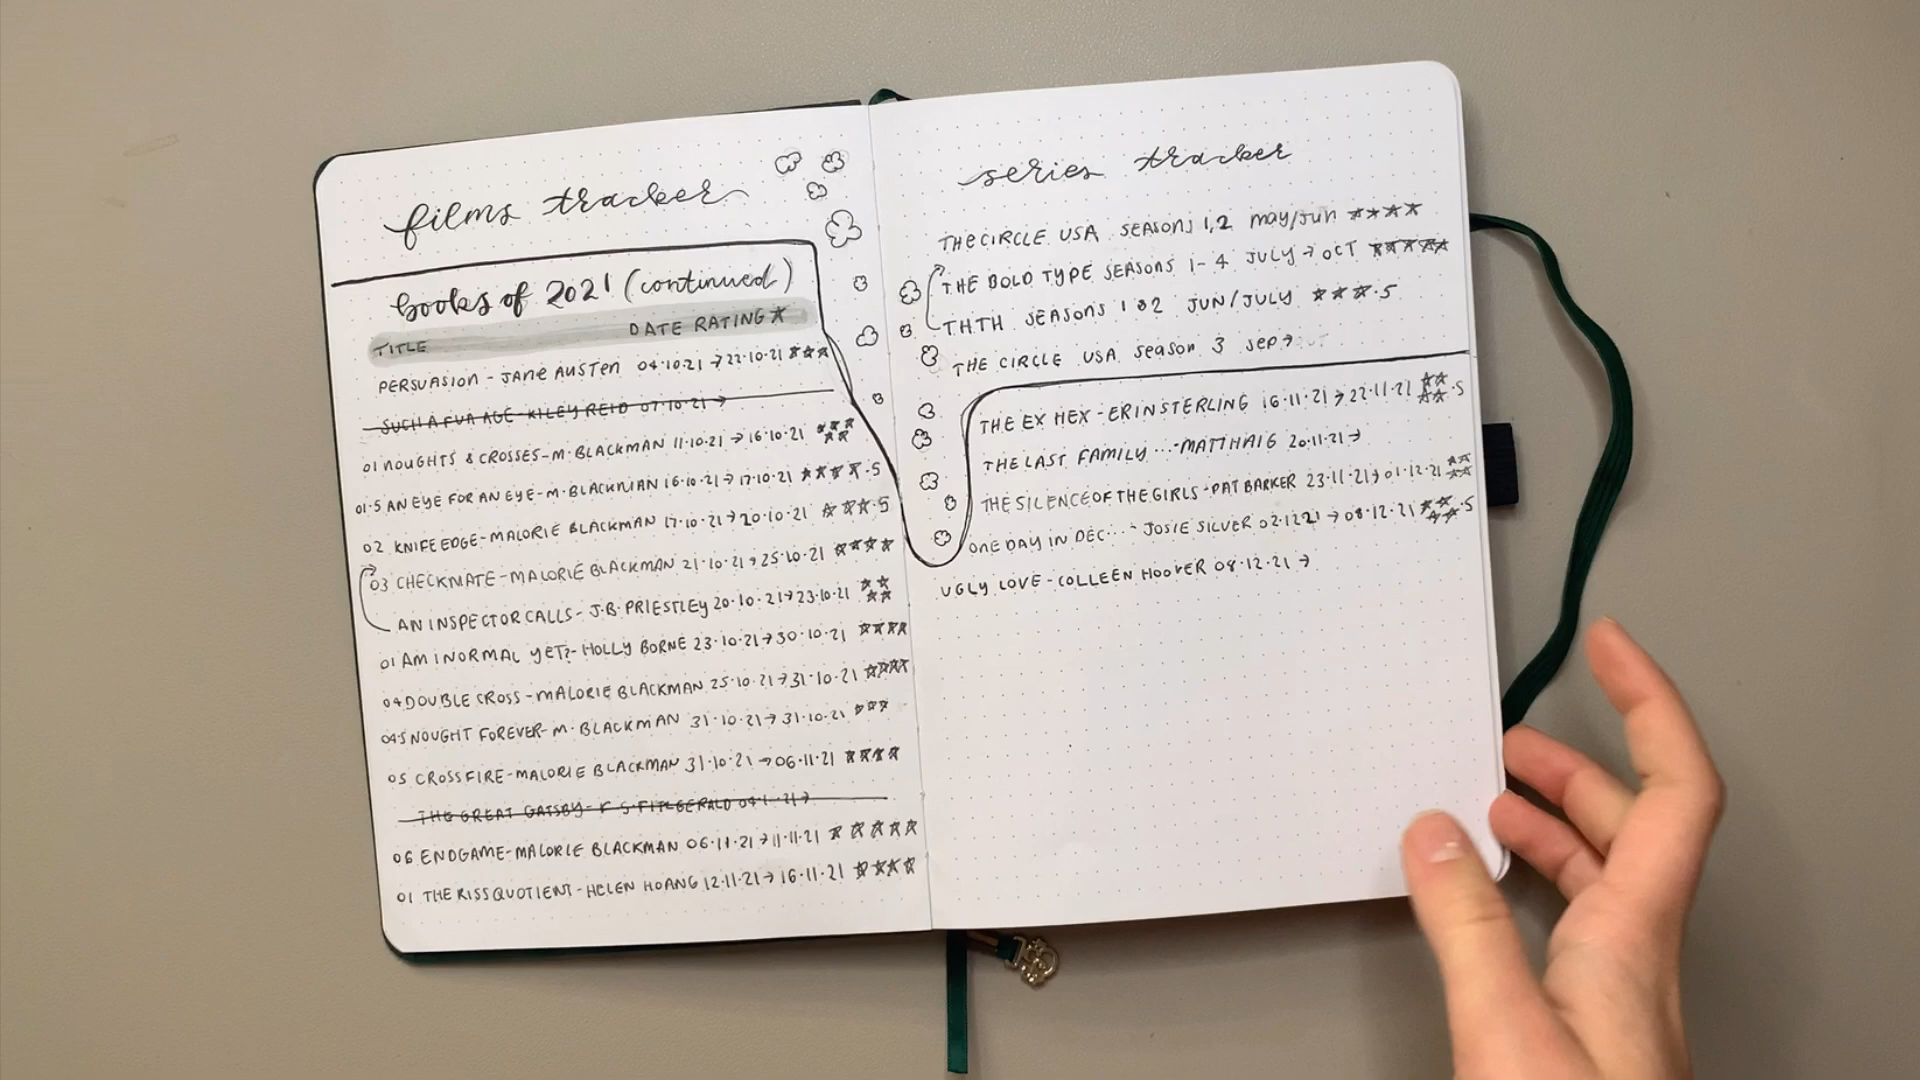 films tracker
books of 2021 (continued)
TITLE DATE RATING ★
PERSUASION - JANE AUSTEN 04·10·21 → 22·10·21 ★★★
SUCH A FUN AGE - KILEY REID 07·10·21 →
01 NOUGHTS & CROSSES - M· BLACKMAN 11·10·21 → 16·10·21 ★★★★★
01·5 AN EYE FOR AN EYE - M· BLACKMAN 16·10·21 → 17·10·21 ★★★★·5
02 KNIFE EDGE - MALORIE BLACKMAN 17·10·21 → 20·10·21 ★★★·5
03 CHECKMATE - MALORIE BLACKMAN 21·10·21 → 25·10·21 ★★★★
AN INSPECTOR CALLS - J·B· PRIESTLEY 20·10·21 → 23·10·21 ★★★★
01 AM I NORMAL YET? - HOLLY BORNE 23·10·21 → 30·10·21 ★★★★
04 DOUBLE CROSS - MALORIE BLACKMAN 25·10·21 → 31·10·21 ★★★★
04·5 NOUGHT FOREVER - M· BLACKMAN 31·10·21 → 31·10·21 ★★★
05 CROSSFIRE - MALORIE BLACKMAN 31·10·21 → 06·11·21 ★★★★
THE GREAT GATSBY - F· S· FITZGERALD
06 ENDGAME - MALORIE BLACKMAN 06·11·21 → 11·11·21 ★★★★★
01 THE KISS QUOTIENT - HELEN HOANG 12·11·21 → 16·11·21 ★★★★
series tracker
THE CIRCLE USA SEASONS 1,2 may/jun ★★★★
THE BOLD TYPE SEASONS 1-4 JULY → OCT ★★★★★
THTH SEASONS 1 & 2 JUN/JULY ★★★·5
THE CIRCLE USA season 3 sep →
THE EX HEX - ERIN STERLING 16·11·21 → 22·11·21 ★★★★·5
THE LAST FAMILY ... - MATT HAIG 20·11·21 →
THE SILENCE OF THE GIRLS - PAT BARKER 23·11·21 → 01·12·21 ★★★★
ONE DAY IN DEC... - JOSIE SILVER 02·12·21 → 08·12·21 ★★★★·5
UGLY LOVE - COLLEEN HOOVER 08·12·21 →